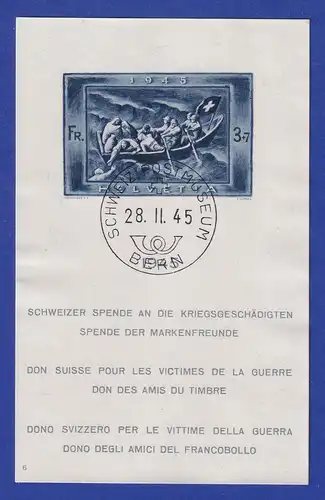 1945
FR. 3+7
HELVETIA
SCHWEIZ. POSTMUSEUM
28. II. 45
BERN
SCHWEIZER SPENDE AN DIE KRIEGSGESCHÄDIGTEN
SPENDE DER MARKENFREUNDE
DON SUISSE POUR LES VICTIMES DE LA GUERRE
DON DES AMIS DU TIMBRE
DONO SVIZZERO PER LE VITTIME DELLA GUERRA
DONO DEGLI AMICI DEL FRANCOBOLLO
6